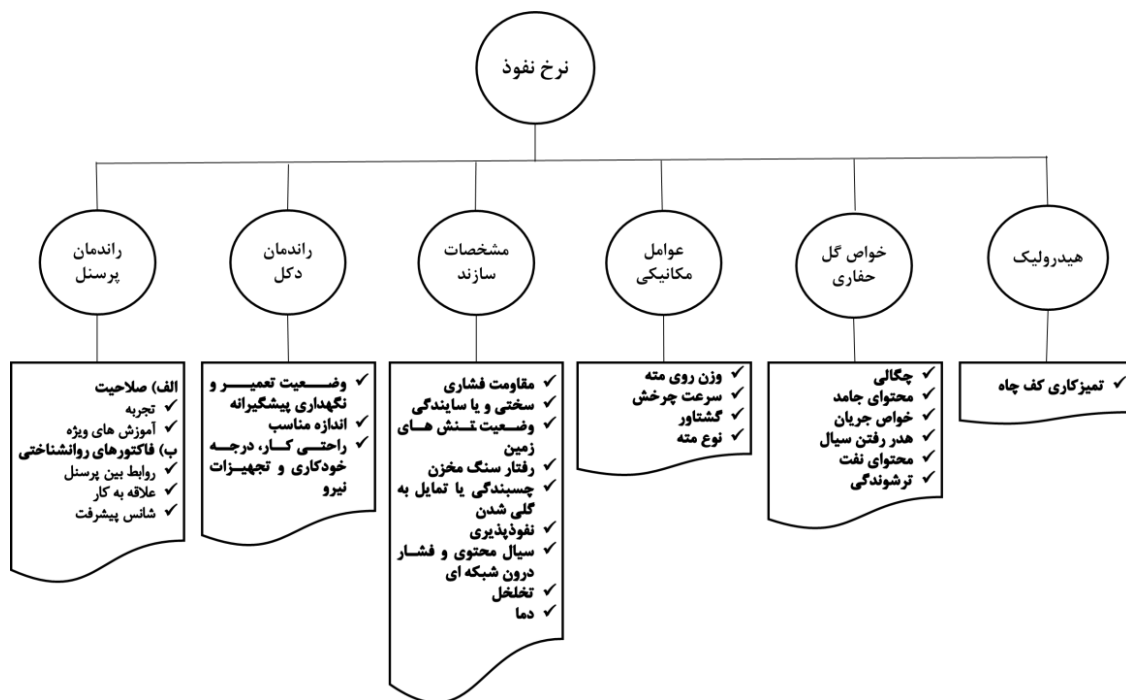 نرخ نفوذ
هیدرولیک
تمیزکاری کف چاه
خواص گل
حفاری
چگالی
محتوای جامد
خواص جریان
هدر رفتن سیال
محتوای نفت
ترشوندگی
عوامل
مکانیکی
وزن روی مته
سرعت چرخش
گشتاور
نوع مته
مشخصات
سازند
مقاومت فشاری
سختی و یا سایندگی
وضعیت تنش های
زمین
رفتار سنگ مخزن
چسبندگی یا تمایل به
گلی شدن
نفوذپذیری
سیال محتوی و فشار
درون شبکه ای
تخلخل
دما
راندمان
دکل
وضعیت تعمیر و
نگهداری پیشگیرانه
اندازه مناسب
راحتی کار، درجه
خودکاری و تجهیزات
نیرو
راندمان
پرسنل
الف) صلاحیت
تجربه
آموزش های ویژه
ب) فاکتورهای روانشناختی
روابط بین پرسنل
علاقه به کار
شانس پیشرفت